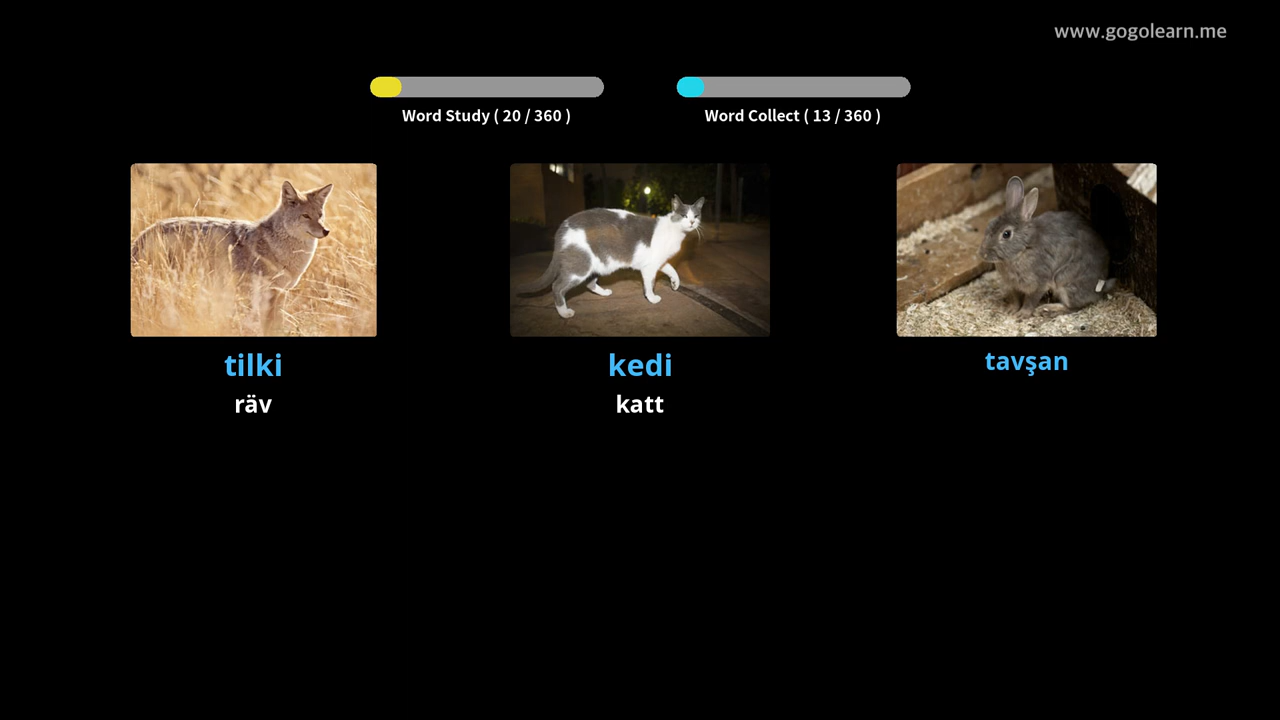 www.gogolearn.me
Word Study ( 20 / 360 )
Word Collect ( 13 / 360 )
tilki
kedi
tavşan
räv
katt